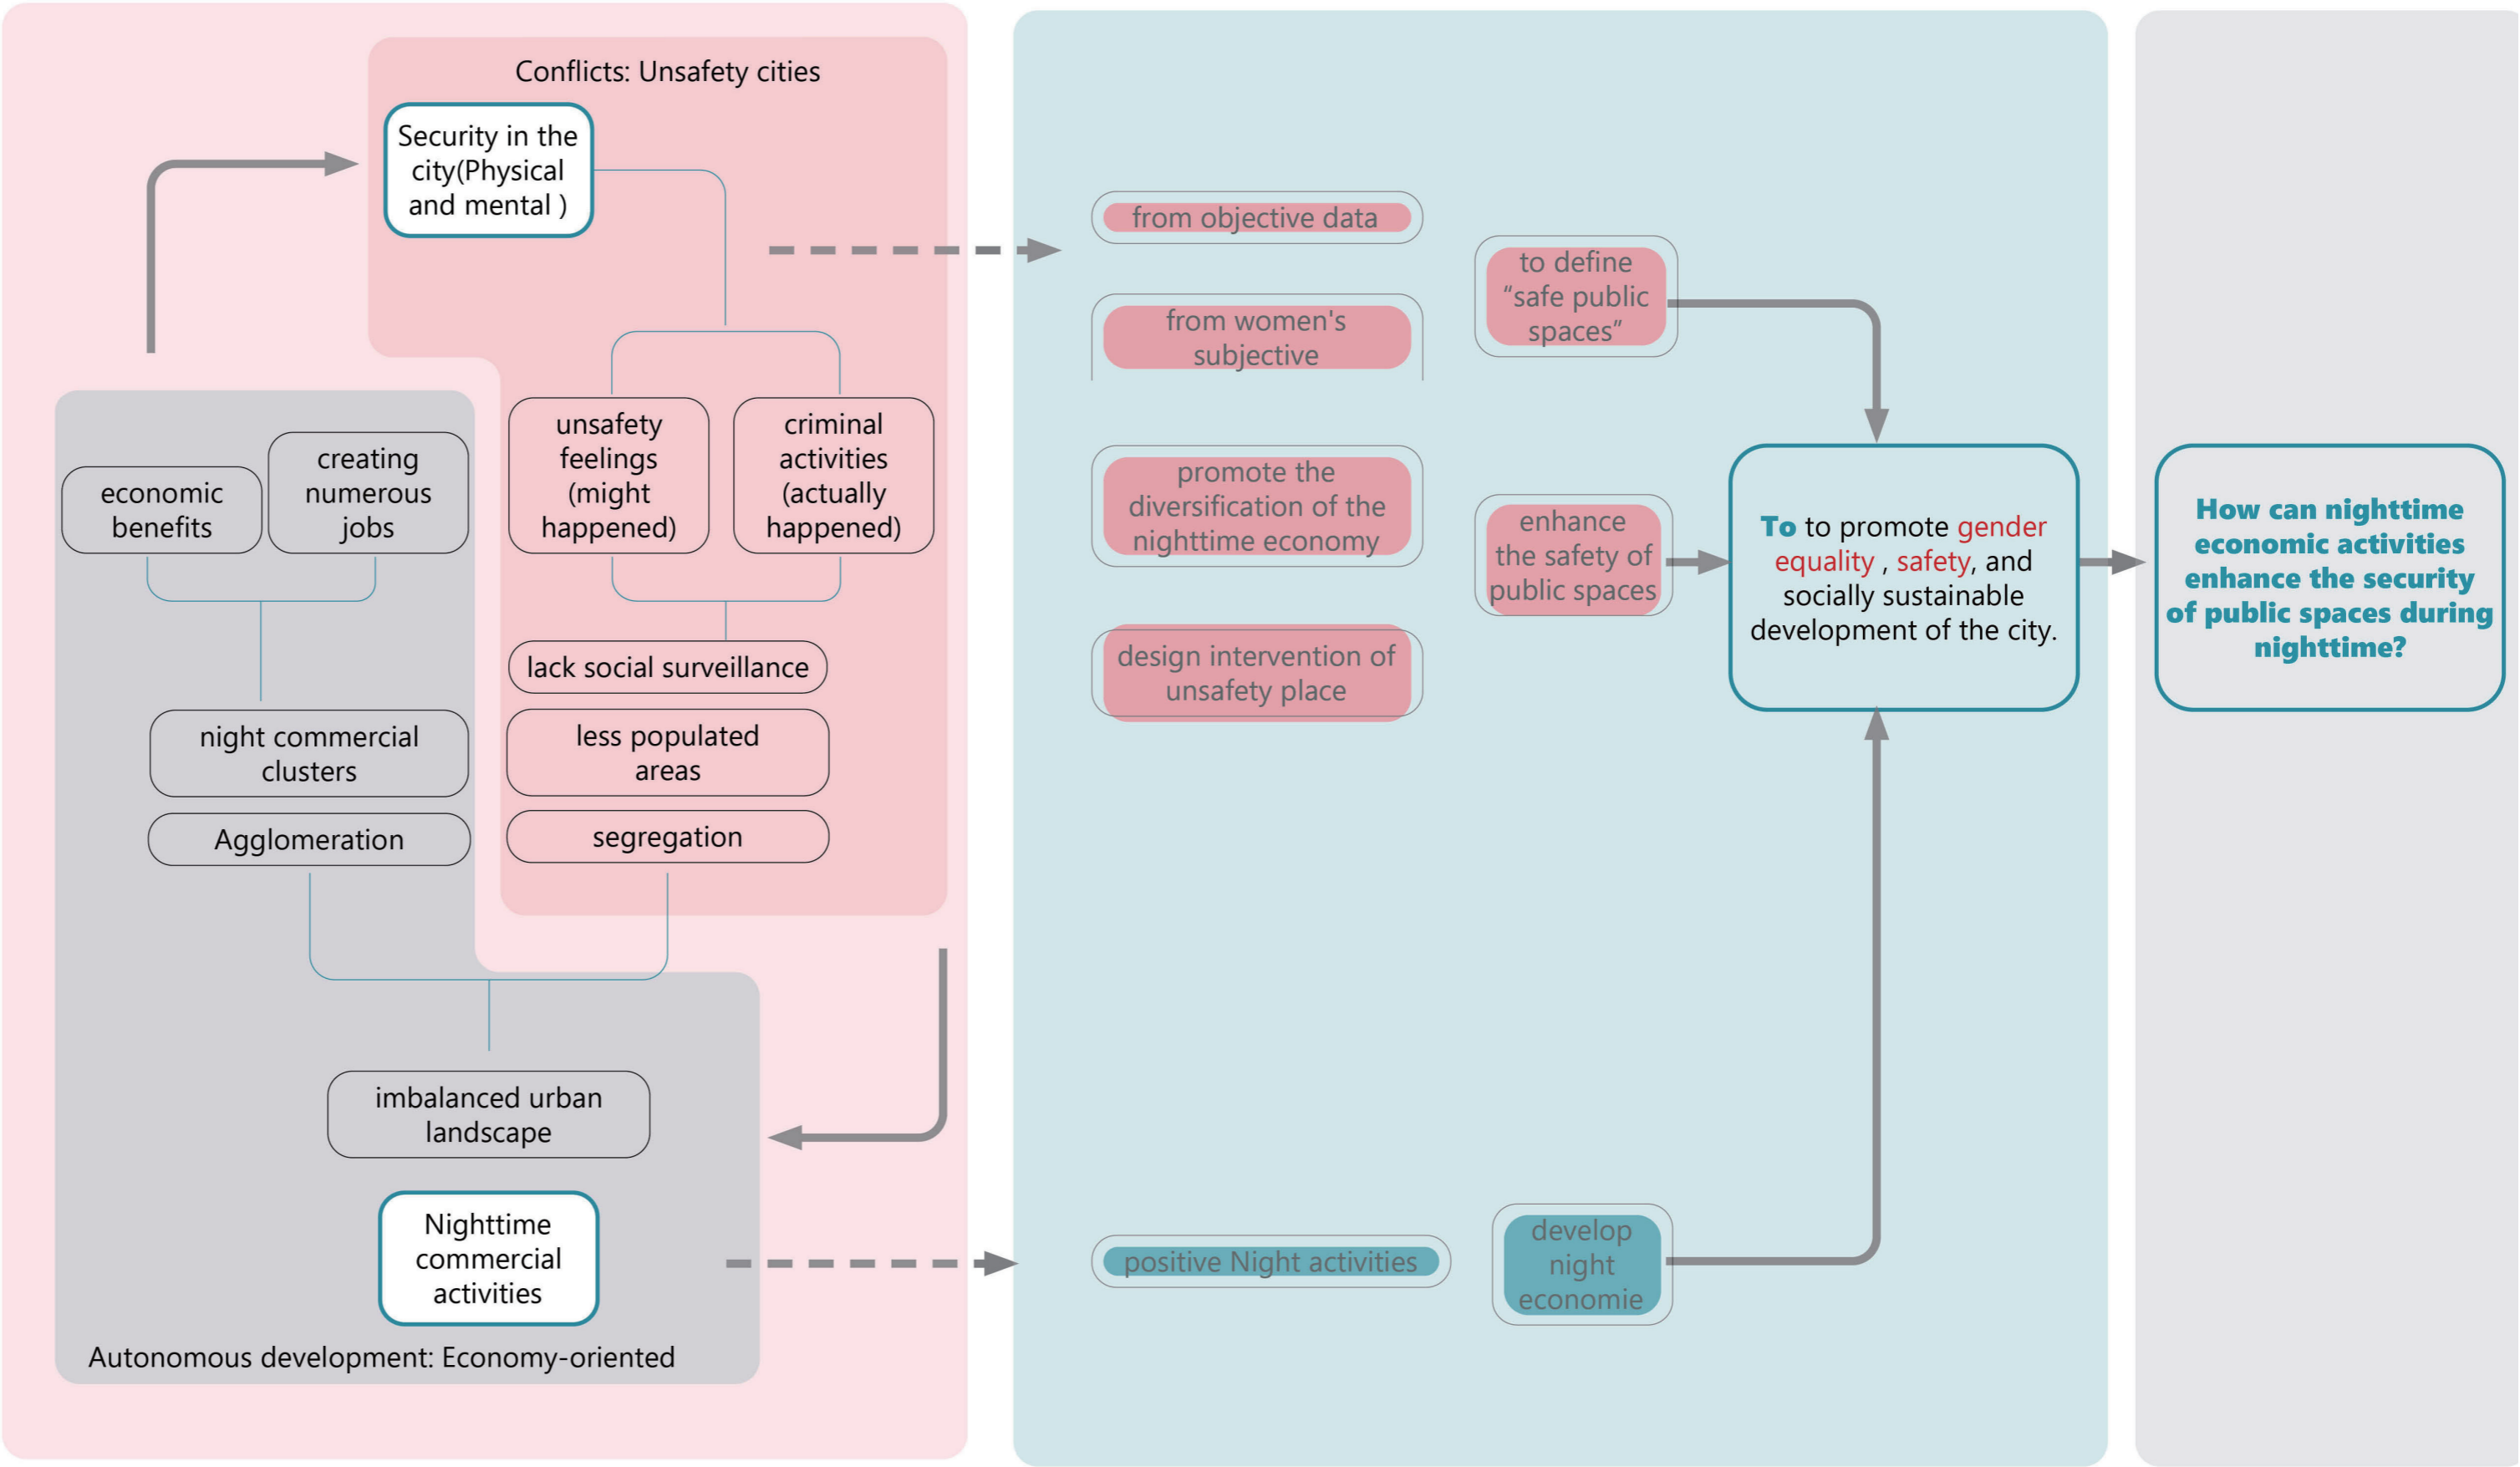 Conflicts: Unsafety cities
Security in the
city(Physical
and mental )
unsafety
feelings
(might
happened)
criminal
activities
(actually
happened)
economic
benefits
creating
numerous
jobs
lack social surveillance
less populated
areas
segregation
night commercial
clusters
Agglomeration
imbalanced urban
landscape
Nighttime
commercial
activities
Autonomous development: Economy-oriented
from objective data
from women's
subjective
to define
“safe public
spaces”
promote the
diversification of the
nighttime economy
enhance
the safety of
public spaces
design intervention of
unsafety place
positive Night activities
develop
night
economie
To to promote gender
equality , safety, and
socially sustainable
development of the city.
How can nighttime
economic activities
enhance the security
of public spaces during
nighttime?